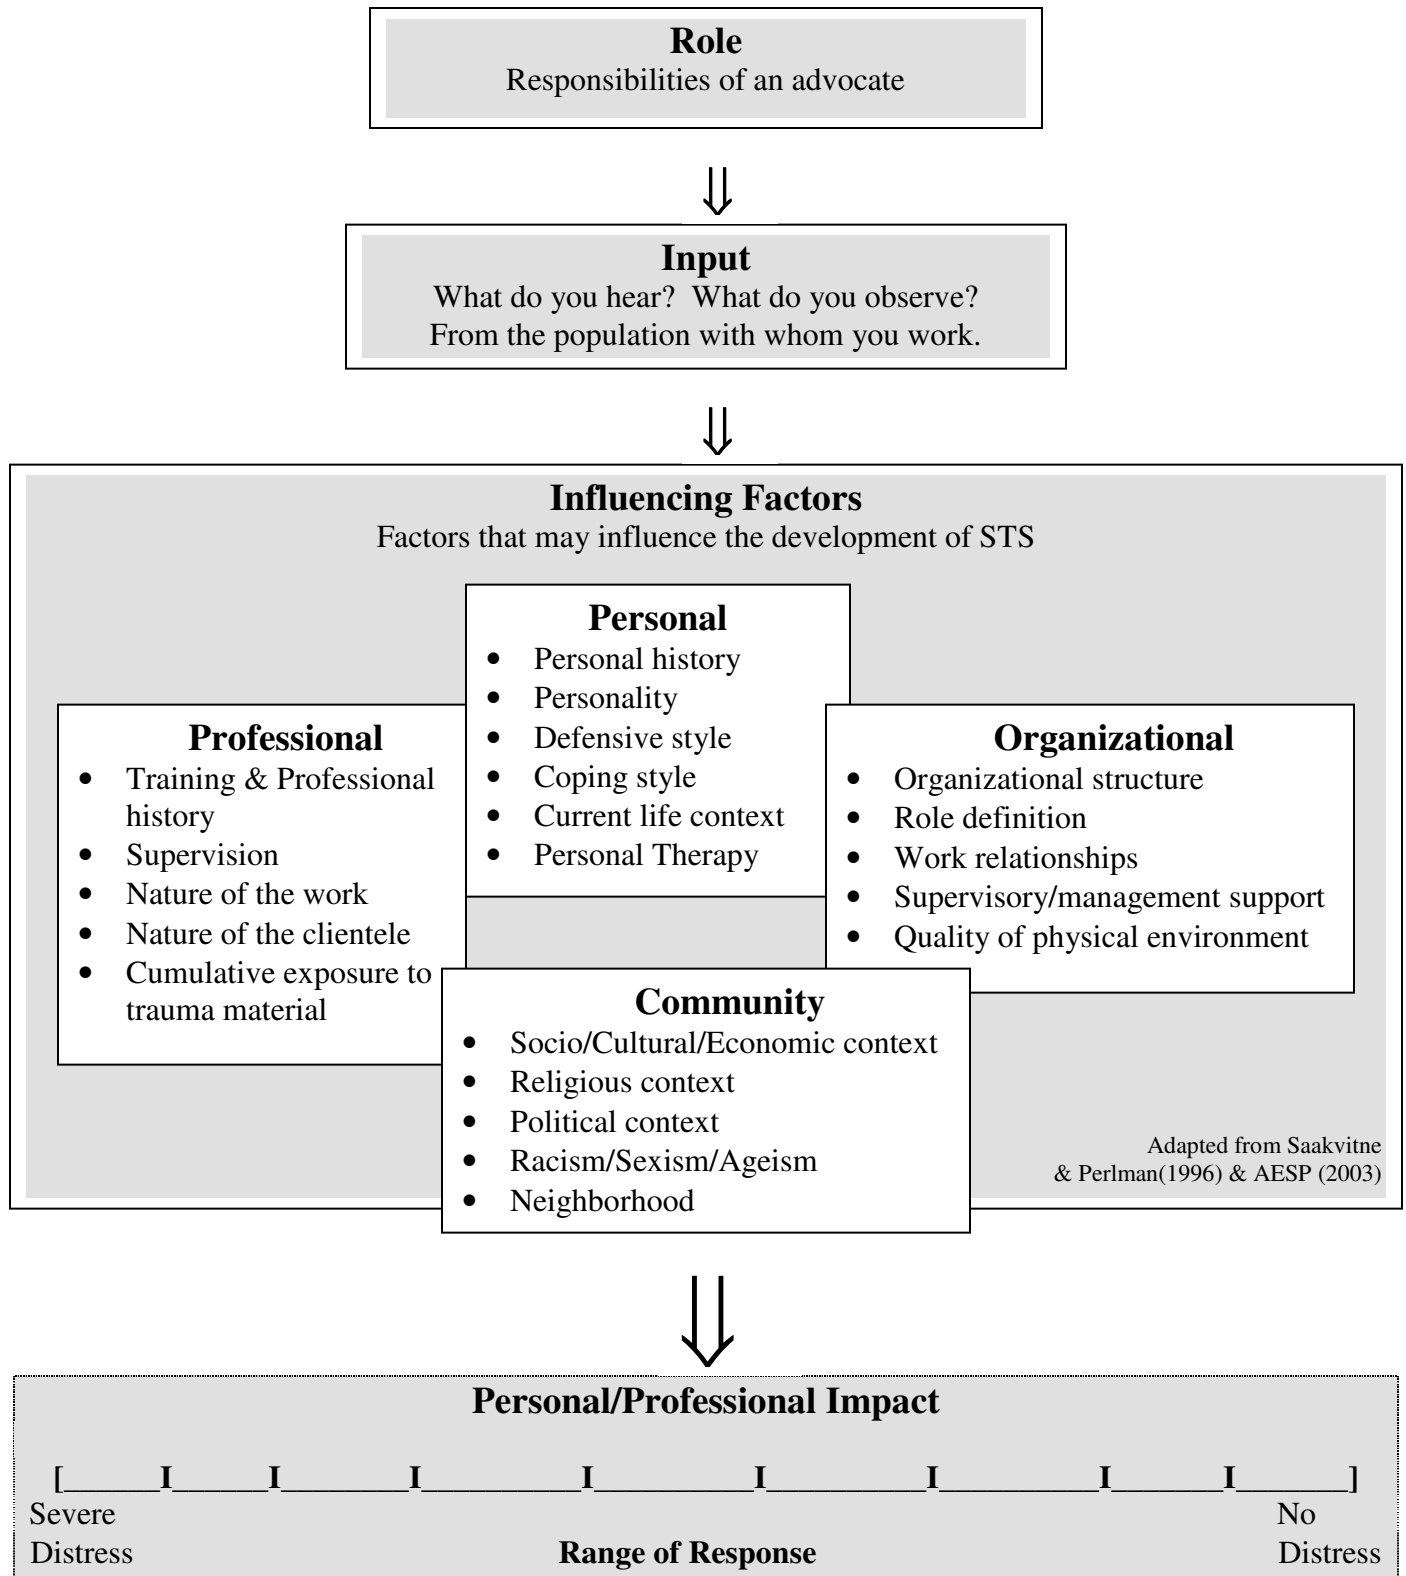 Role
Responsibilities of an advocate
⇓
Input
What do you hear?  What do you observe?
From the population with whom you work.
⇓
Influencing Factors
Factors that may influence the development of STS
Personal
• Personal history
• Personality
• Defensive style
• Coping style
• Current life context
• Personal Therapy
Professional
• Training & Professional
history
• Supervision
• Nature of the work
• Nature of the clientele
• Cumulative exposure to
trauma material
Organizational
• Organizational structure
• Role definition
• Work relationships
• Supervisory/management support
• Quality of physical environment
Community
• Socio/Cultural/Economic context
• Religious context
• Political context
• Racism/Sexism/Ageism
• Neighborhood
Adapted from Saakvitne
& Perlman(1996) & AESP (2003)
⇓
Personal/Professional Impact
[______I______I________I__________I__________I__________I__________I_______I_______]
Severe No
Distress Range of Response Distress